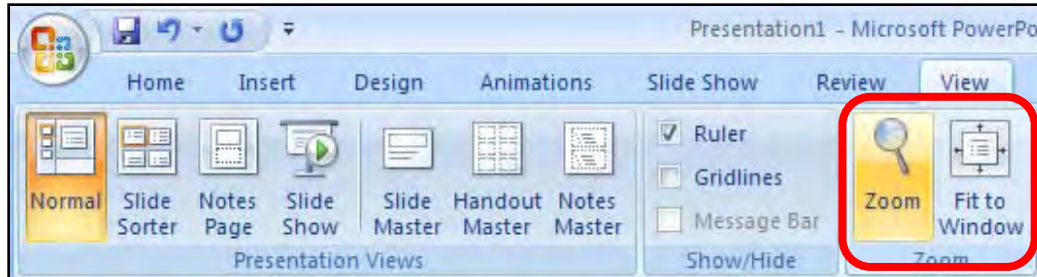 Presentation1 - Microsoft PowerPo
Home Insert Design Animations Slide Show Review View
Normal Slide Sorter Notes Page Slide Show Slide Master Handout Master Notes Master
Ruler
Gridlines
Message Bar
Zoom Fit to Window
Presentation Views Show/Hide Zoom